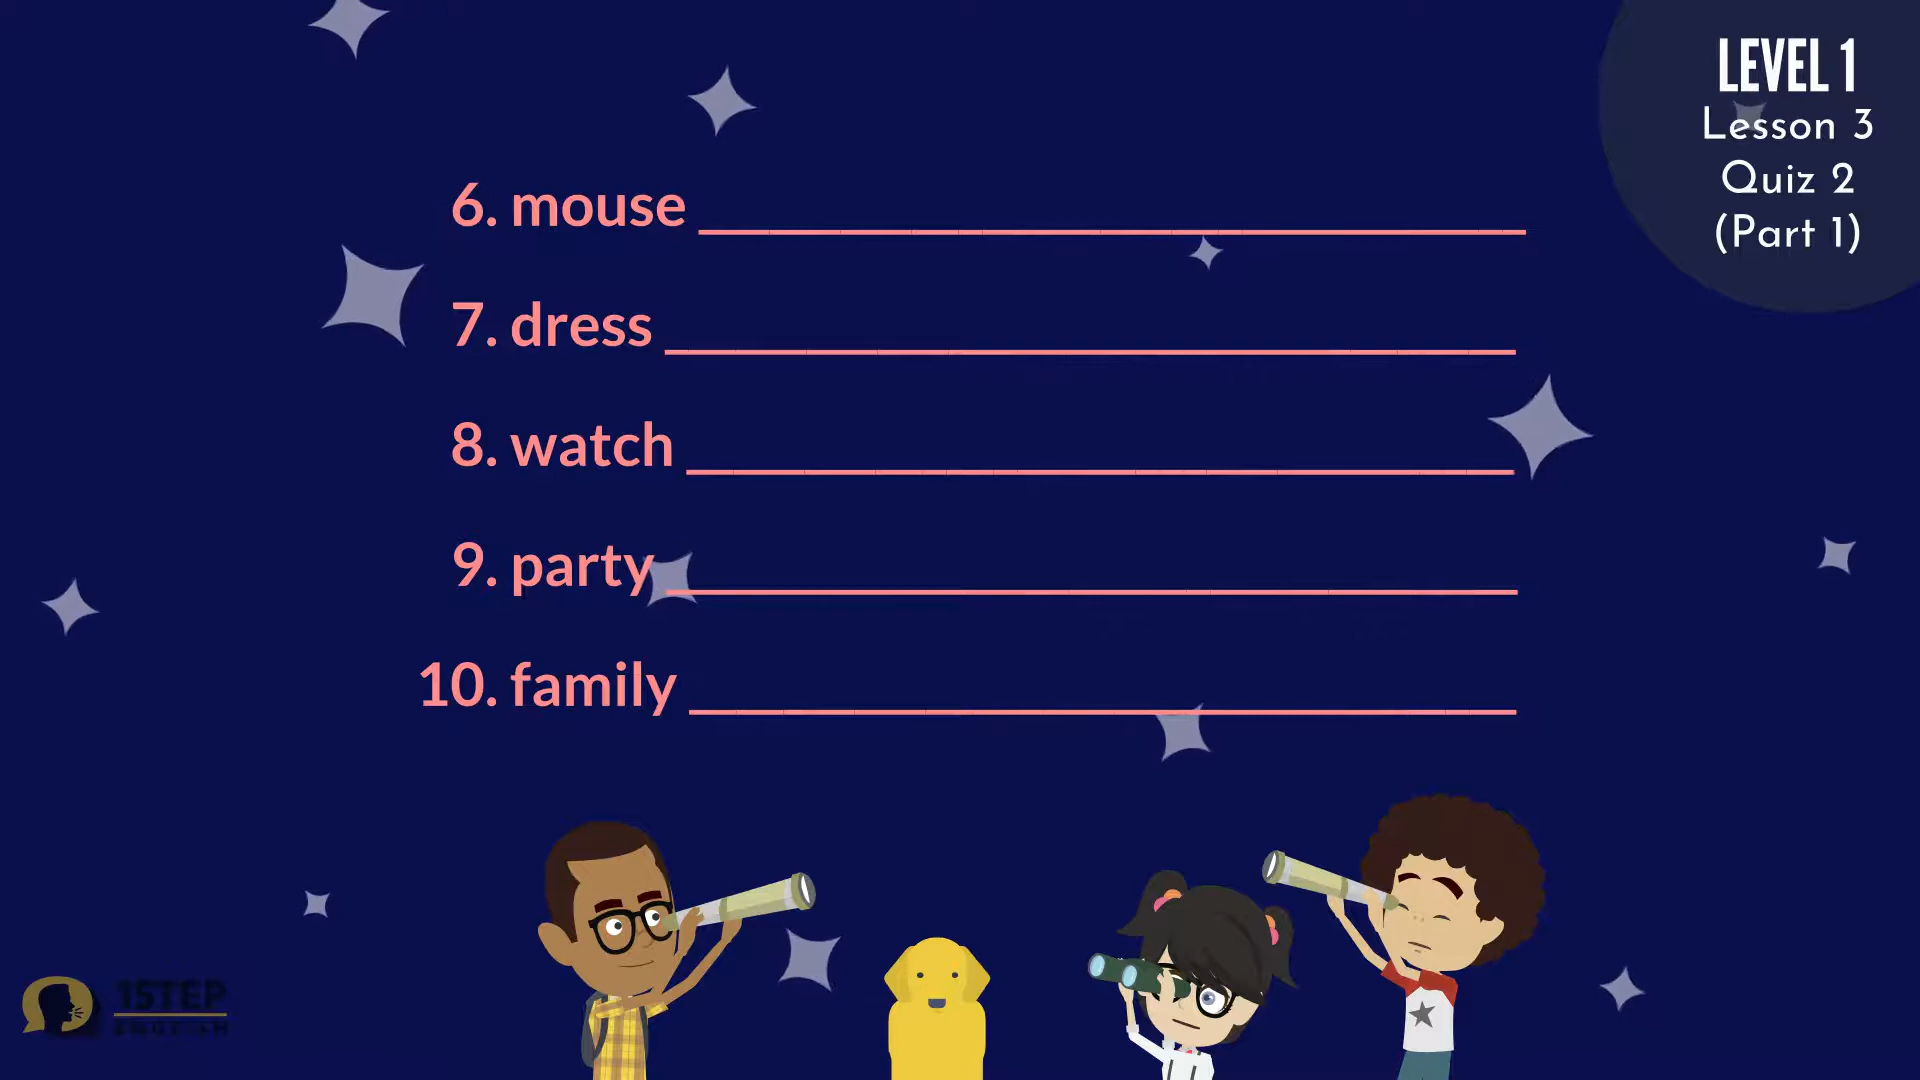 LEVEL 1
Lesson 3
Quiz 2
(Part 1)
6. mouse ____________________
7. dress ____________________
8. watch ____________________
9. party ____________________
10. family ____________________
1STEP
ENGLISH